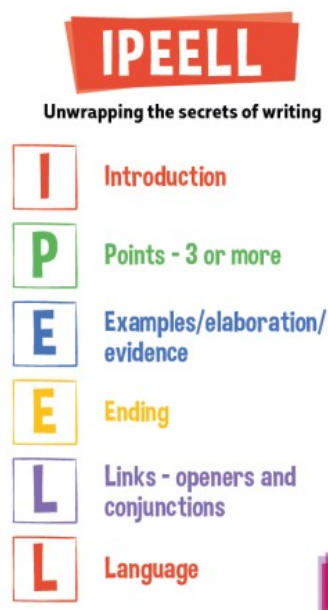 IPEELL
Unwrapping the secrets of writing
I Introduction
P Points - 3 or more
E Examples/elaboration/
evidence
E Ending
L Links - openers and
conjunctions
L Language